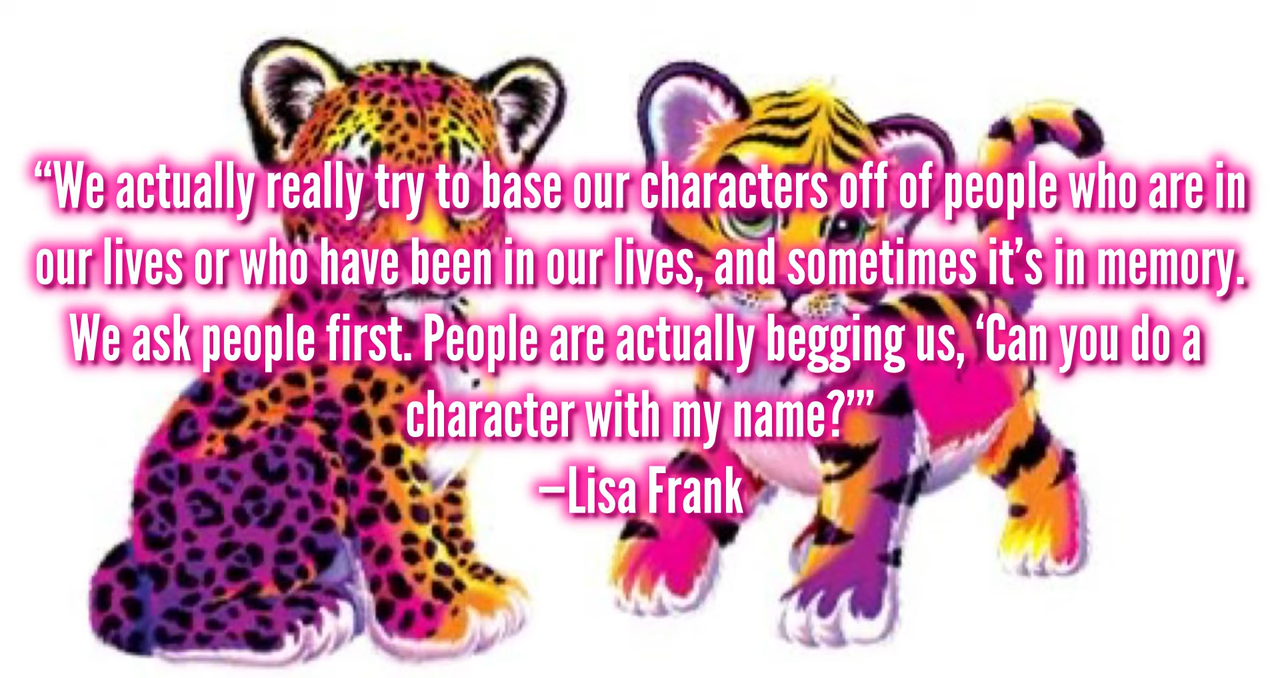 “We actually really try to base our characters off of people who are in
our lives or who have been in our lives, and sometimes it’s in memory.
We ask people first. People are actually begging us, ‘Can you do a
character with my name?’”
–Lisa Frank